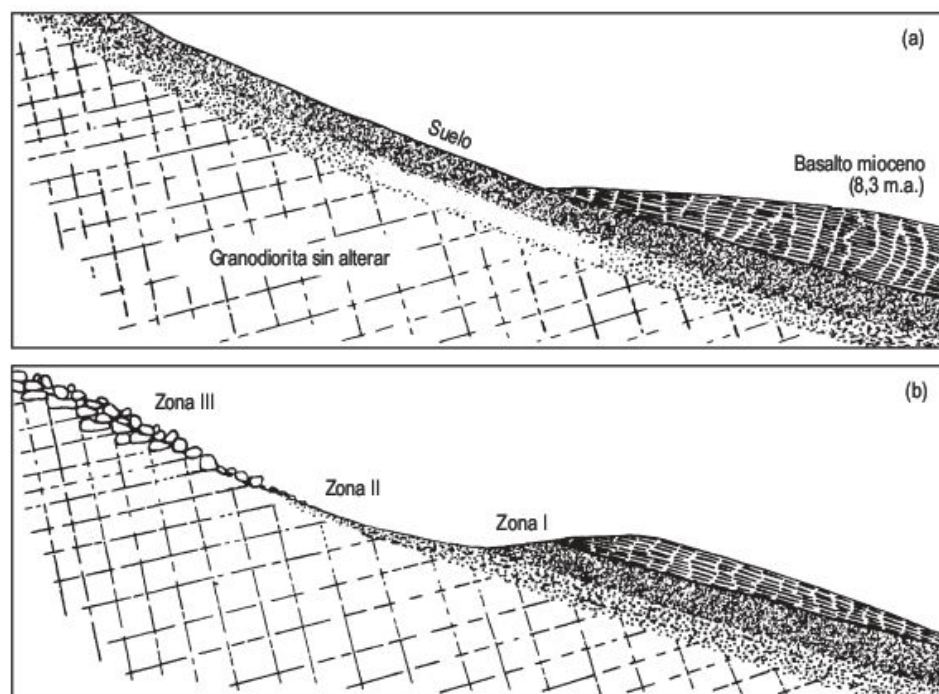 (a)
Suelo
Basalto mioceno
(8,3 m.a.)
Granodiorita sin alterar
(b)
Zona III
Zona II
Zona I